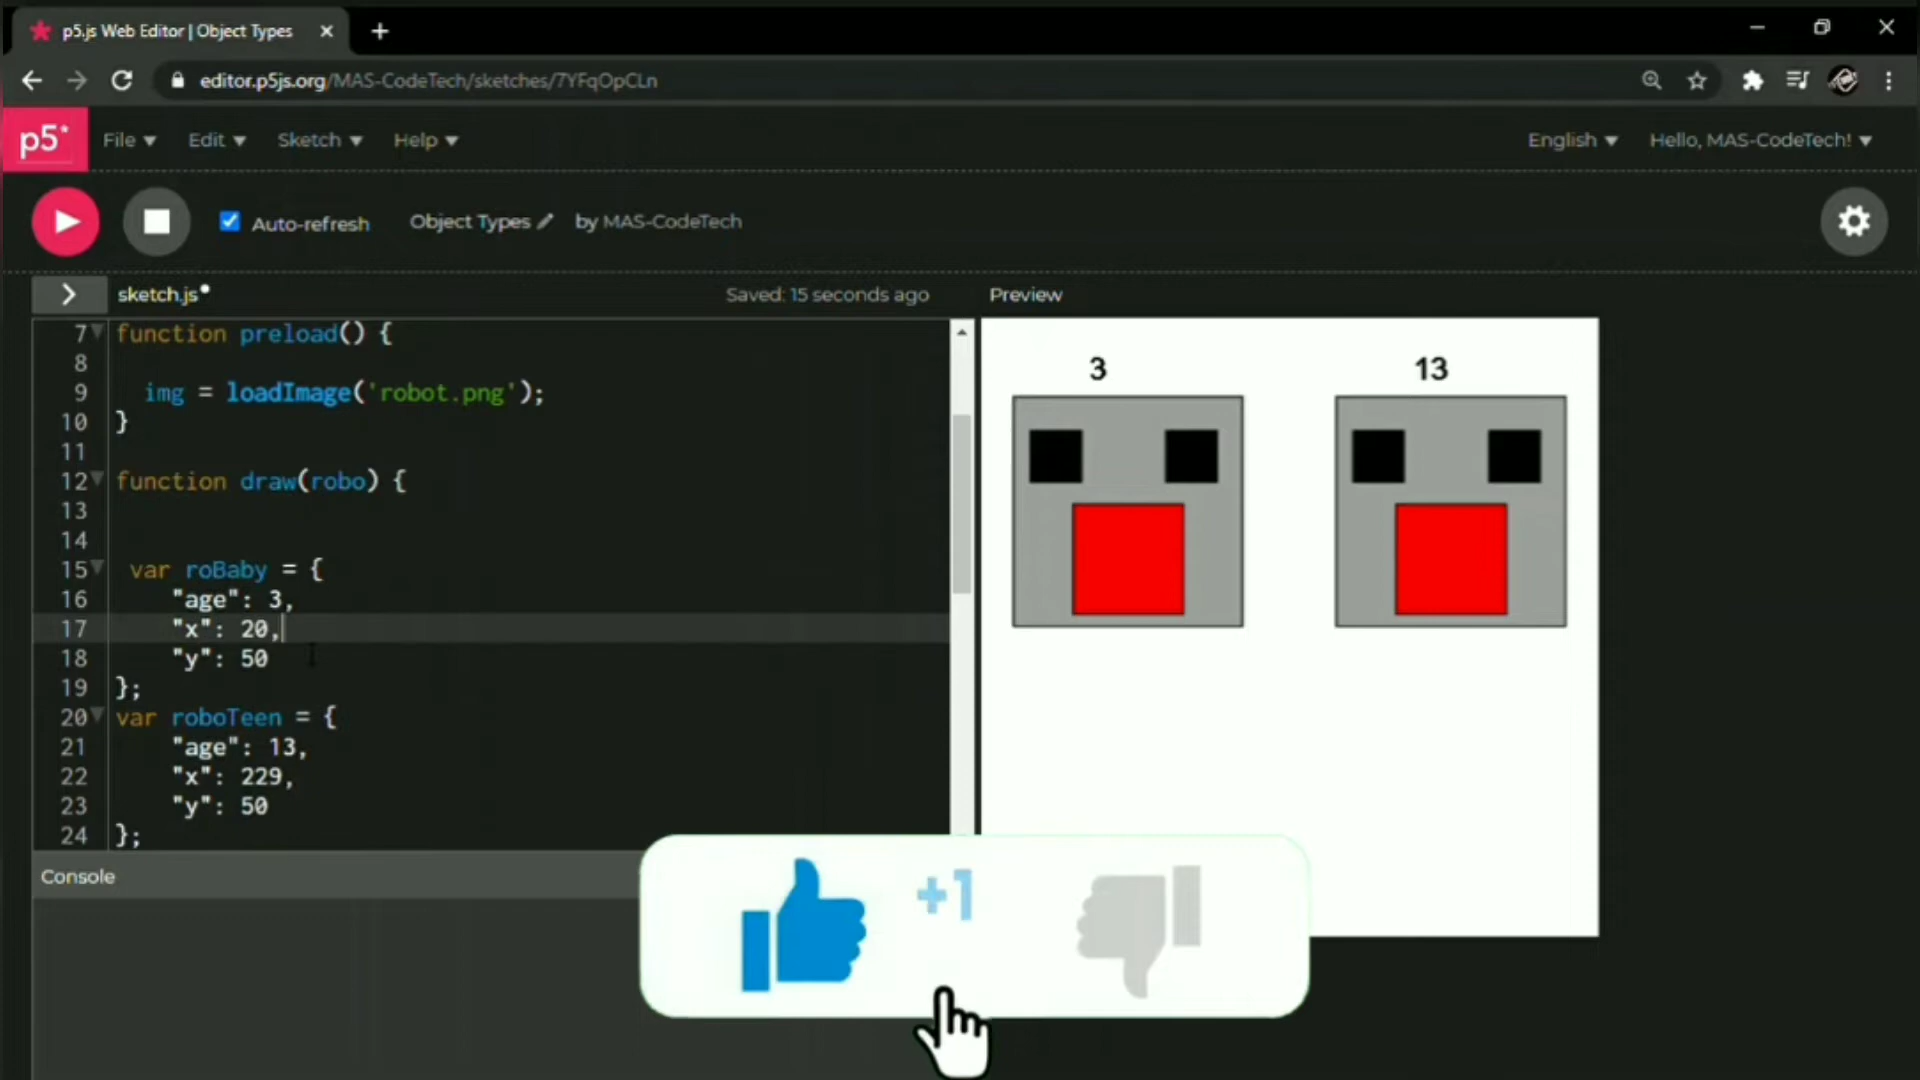 p5.js Web Editor | Object Types
editor.p5js.org/MAS-CodeTech/sketches/7YFqOpCLn
p5* File Edit Sketch Help English Hello, MAS-CodeTech!
Auto-refresh Object Types by MAS-CodeTech
sketch.js Saved: 15 seconds ago Preview
7 function preload() {
8
9 img = loadImage('robot.png');
10 }
11
12 function draw(robo) {
13
14
15 var roBaby = {
16 "age": 3,
17 "x": 20,
18 "y": 50
19 };
20 var roboTeen = {
21 "age": 13,
22 "x": 229,
23 "y": 50
24 };
3 13
Console
+1